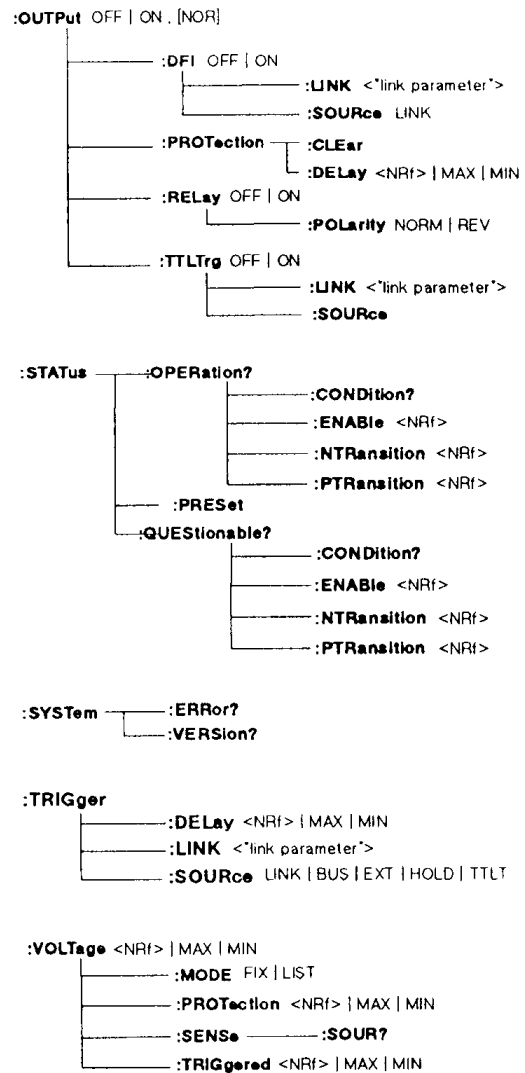 :OUTPut OFF | ON , [NOR]
:DFI OFF | ON
:LINK <"link parameter">
:SOURce LINK
:PROTection :CLEar
:DELay <NRf> | MAX | MIN
:RELay OFF | ON
:POLarity NORM | REV
:TTLTrg OFF | ON
:LINK <"link parameter">
:SOURce
:STATus :OPERation?
:CONDition?
:ENABle <NRf>
:NTRansition <NRf>
:PTRansition <NRf>
:PRESet
:QUEStionable?
:CONDition?
:ENABle <NRf>
:NTRansition <NRf>
:PTRansition <NRf>
:SYSTem :ERRor?
:VERSion?
:TRIGger
:DELay <NRf> | MAX | MIN
:LINK <"link parameter">
:SOURce LINK | BUS | EXT | HOLD | TTLT
:VOLTage <NRf> | MAX | MIN
:MODE FIX | LIST
:PROTection <NRf> | MAX | MIN
:SENSe :SOUR?
:TRIGgered <NRf> | MAX | MIN